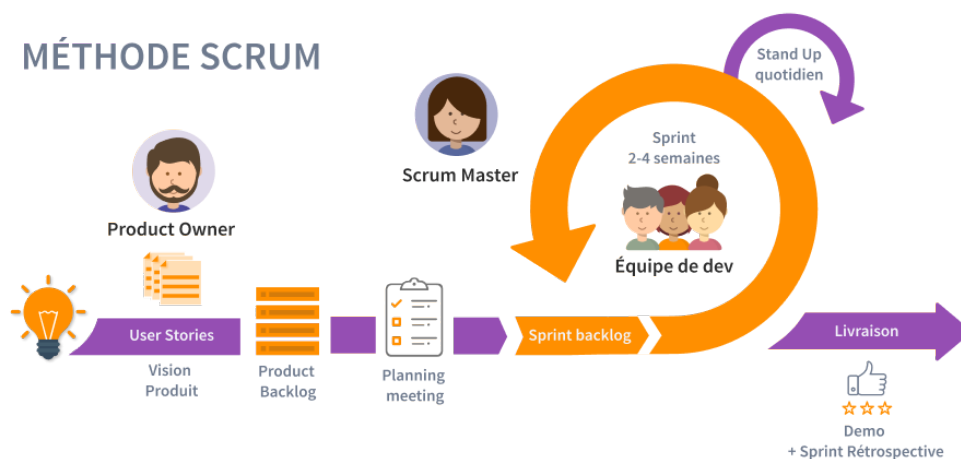 MÉTHODE SCRUM
Stand Up
quotidien
Sprint
2-4 semaines
Scrum Master
Product Owner
Équipe de dev
User Stories
Sprint backlog
Livraison
Vision
Produit
Product
Backlog
Planning
meeting
Demo
+ Sprint Rétrospective